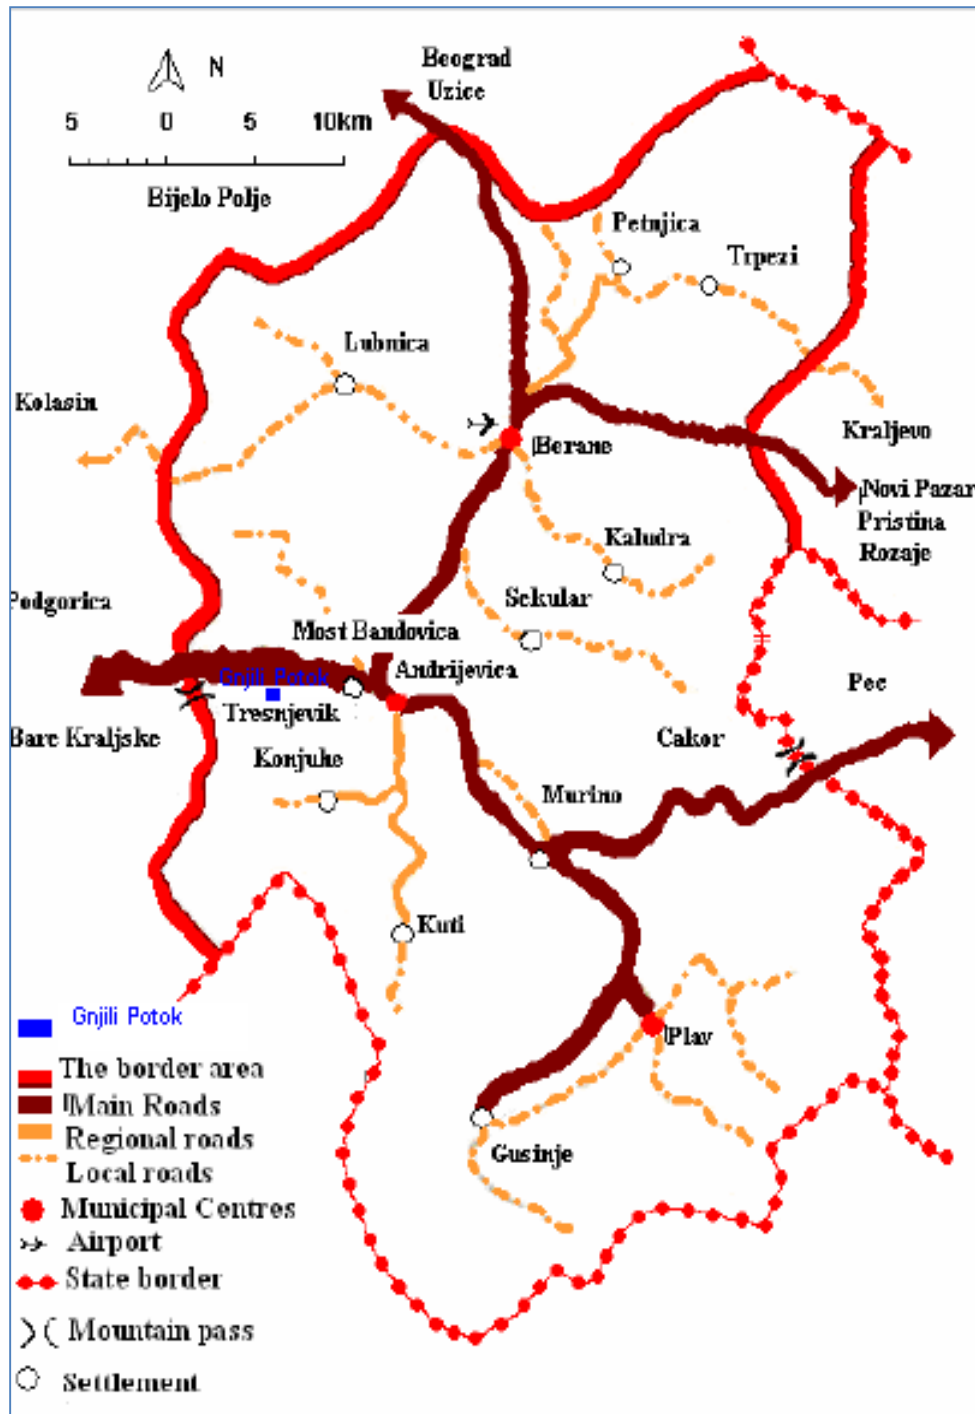 Beograd
Uzice
N
5 0 5 10km
Bijelo Polje
Petnjica
Trpezi
Lubnica
Kolasin
Kraljevo
Berane
Novi Pazar
Pristina
Rozaje
Kaludra
Sekular
Podgorica
Most Bandovica
Andrijevica
Gnjili Potok
Pec
Tresnjevik
Bare Kraljske
Cakor
Konjuhe
Murino
Kuti
Gnjili Potok
Plav
The border area
Main Roads
Regional roads
Gusinje
Local roads
Municipal Centres
Airport
State border
Mountain pass
Settlement